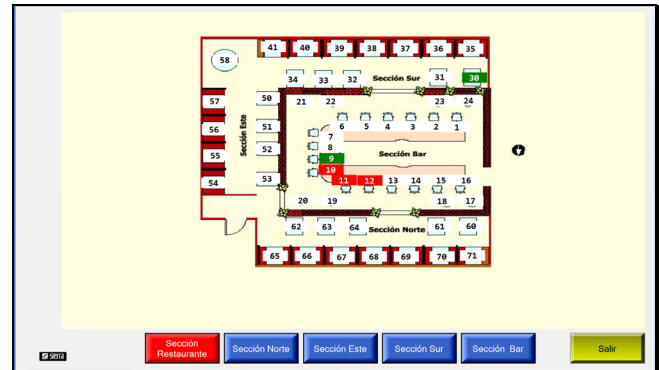 41 40 39 38 37 36 35
58
34 33 32 Sección Sur 31 30
57 50 21 22 23 24
56 51 6 5 4 3 2 1
Sección Este
7
55 52 8
9 Sección Bar
54 53 10
11 12 13 14 15 16
20 19 18 17
62 63 64 Sección Norte 61 60
65 66 67 68 69 70 71
Sección
Restaurante
Sección Norte
Sección Este
Sección Sur
Sección Bar
Salir
sierra